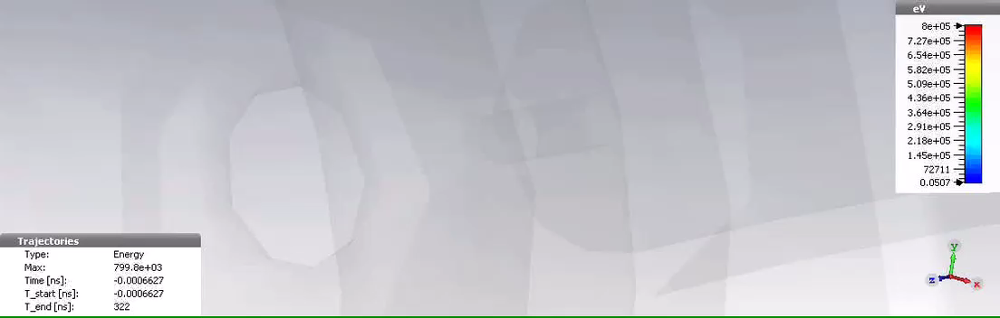 eV
8e+05
7.27e+05
6.54e+05
5.82e+05
5.09e+05
4.36e+05
3.64e+05
2.91e+05
2.18e+05
1.45e+05
72711
0.0507
Trajectories
Type: Energy
Max: 799.8e+03
Time [ns]: -0.0006627
T_start [ns]: -0.0006627
T_end [ns]: 322
y
z
x